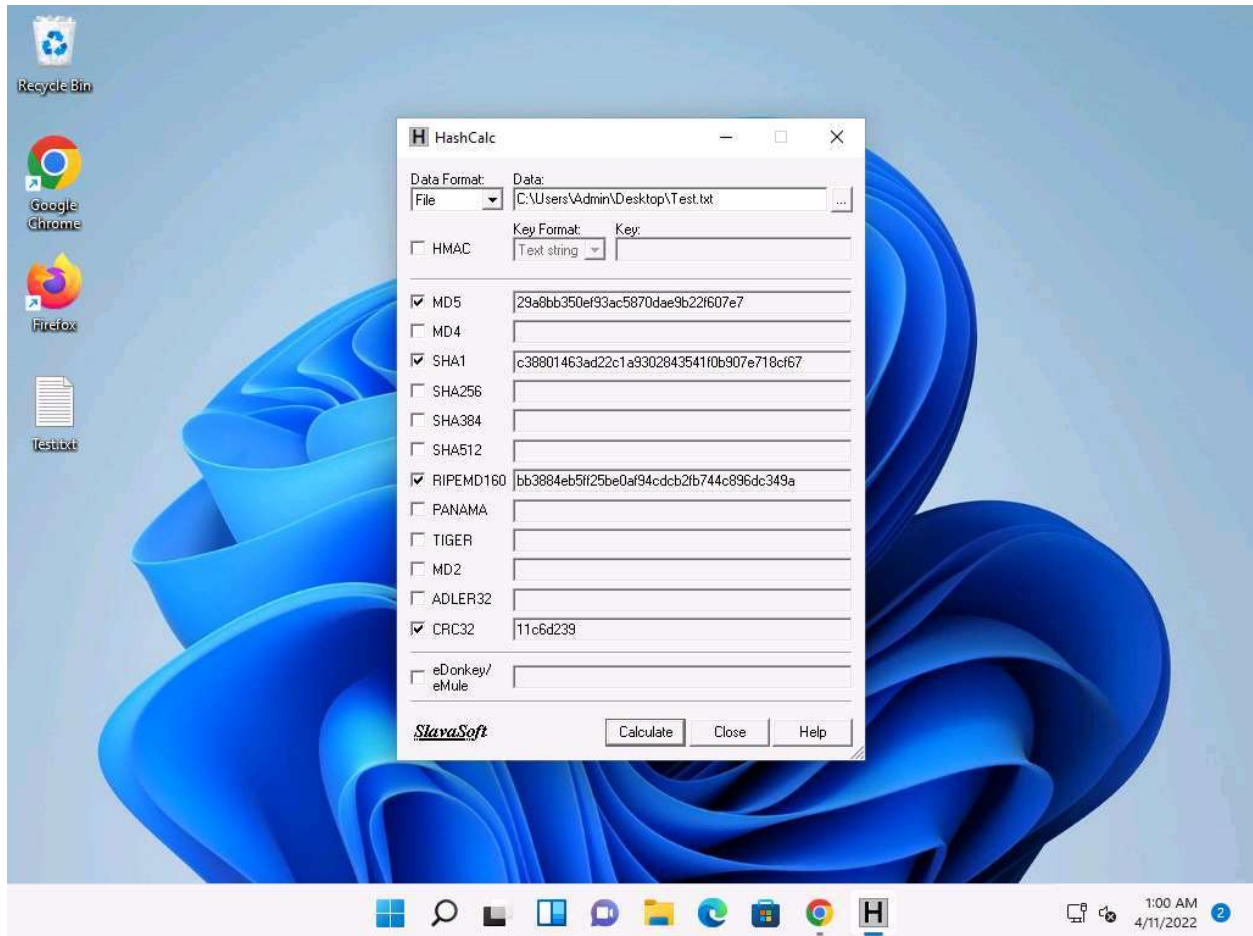 Recycle Bin
Google
Chrome
Firefox
Test.txt
H HashCalc
Data Format: Data:
File C:\Users\Admin\Desktop\Test.txt ...
Key Format: Key:
HMAC Text string
MD5 29a8bb350ef93ac5870dae9b22f607e7
MD4
SHA1 c38801463ad22c1a9302843541f0b907e718cf67
SHA256
SHA384
SHA512
RIPEMD160 bb3884eb5ff25be0af94cdcb2fb744c896dc349a
PANAMA
TIGER
MD2
ADLER32
CRC32 11c6d239
eDonkey/
eMule
SlavaSoft Calculate Close Help
H
1:00 AM
4/11/2022
2